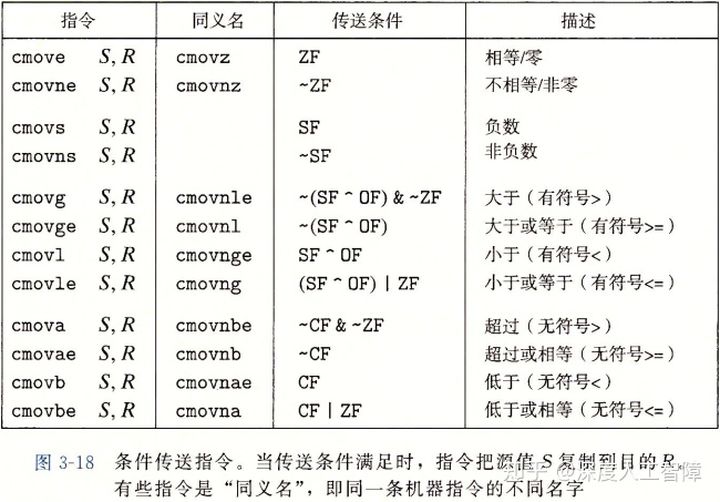 指令 同义名 传送条件 描述
cmove S, R cmovz ZF 相等/零
cmovne S, R cmovnz ~ZF 不相等/非零
cmovs S, R SF 负数
cmovns S, R ~SF 非负数
cmovg S, R cmovnle ~(SF ^ OF) & ~ZF 大于(有符号>)
cmovge S, R cmovnl ~(SF ^ OF) 大于或等于(有符号>=)
cmovl S, R cmovnge SF ^ OF 小于(有符号<)
cmovle S, R cmovng (SF ^ OF) | ZF 小于或等于(有符号<=)
cmova S, R cmovnbe ~CF & ~ZF 超过(无符号>)
cmovae S, R cmovnb ~CF 超过或相等(无符号>=)
cmovb S, R cmovnae CF 低于(无符号<)
cmovbe S, R cmovna CF | ZF 低于或相等(无符号<=)
图 3-18 条件传送指令。当传送条件满足时,指令把源值 S 复制到目的 R。
有些指令是“同义名”,即同一条机器指令的不同名字
知乎 @深度人工智障